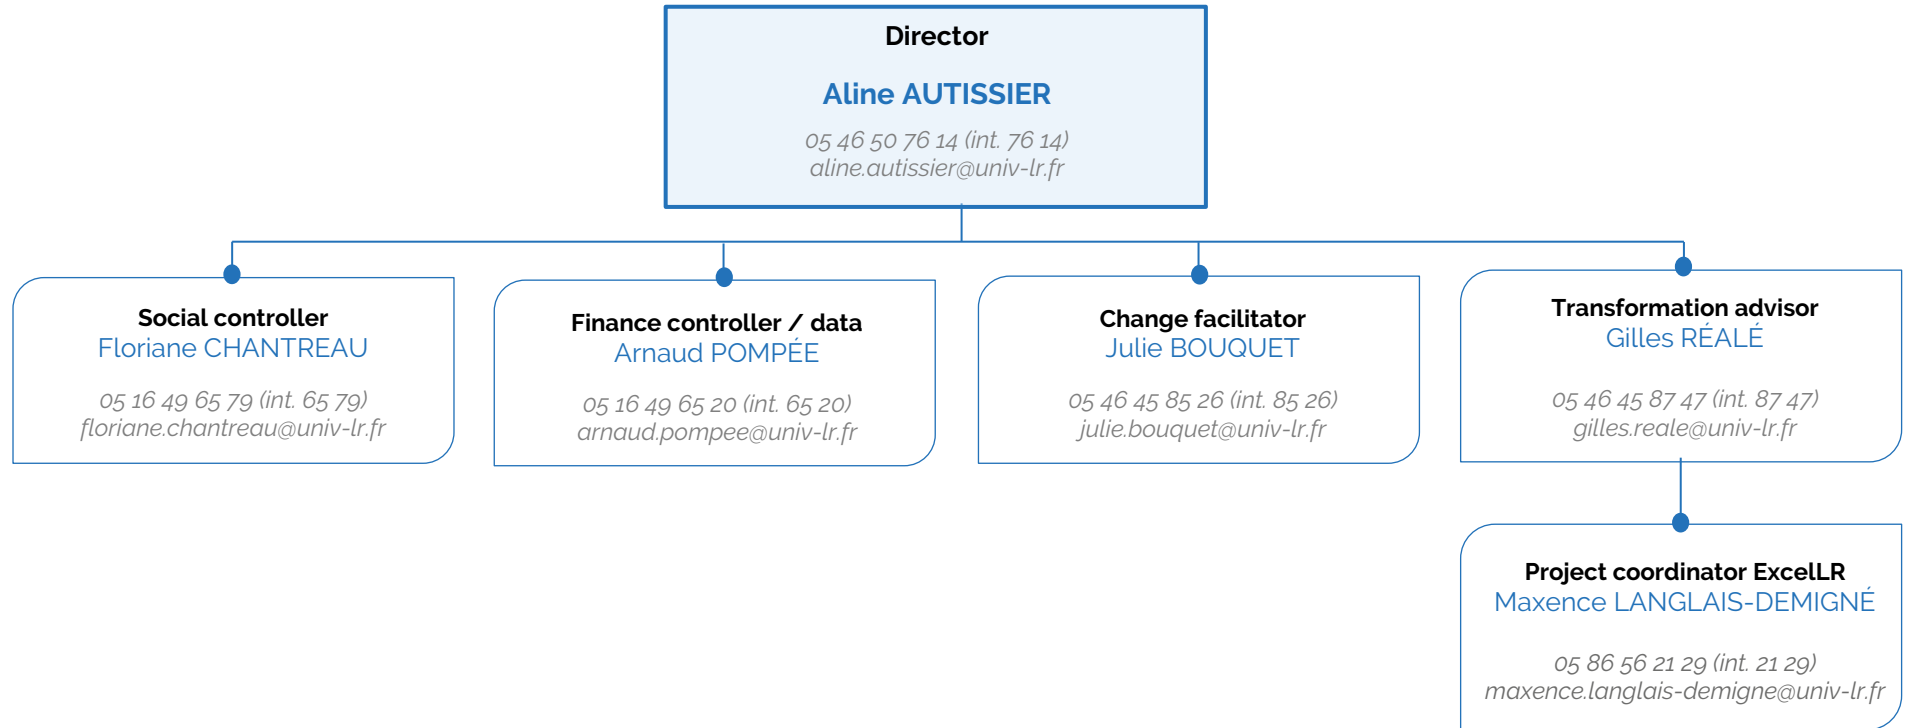 Director
Aline AUTISSIER
05 46 50 76 14 (int. 76 14)
aline.autissier@univ-lr.fr
Social controller
Floriane CHANTREAU
05 16 49 65 79 (int. 65 79)
floriane.chantreau@univ-lr.fr
Finance controller / data
Arnaud POMPÉE
05 16 49 65 20 (int. 65 20)
arnaud.pompee@univ-lr.fr
Change facilitator
Julie BOUQUET
05 46 45 85 26 (int. 85 26)
julie.bouquet@univ-lr.fr
Transformation advisor
Gilles RÉALÉ
05 46 45 87 47 (int. 87 47)
gilles.reale@univ-lr.fr
Project coordinator ExcelLR
Maxence LANGLAIS-DEMIGNÉ
05 86 56 21 29 (int. 21 29)
maxence.langlais-demigne@univ-lr.fr